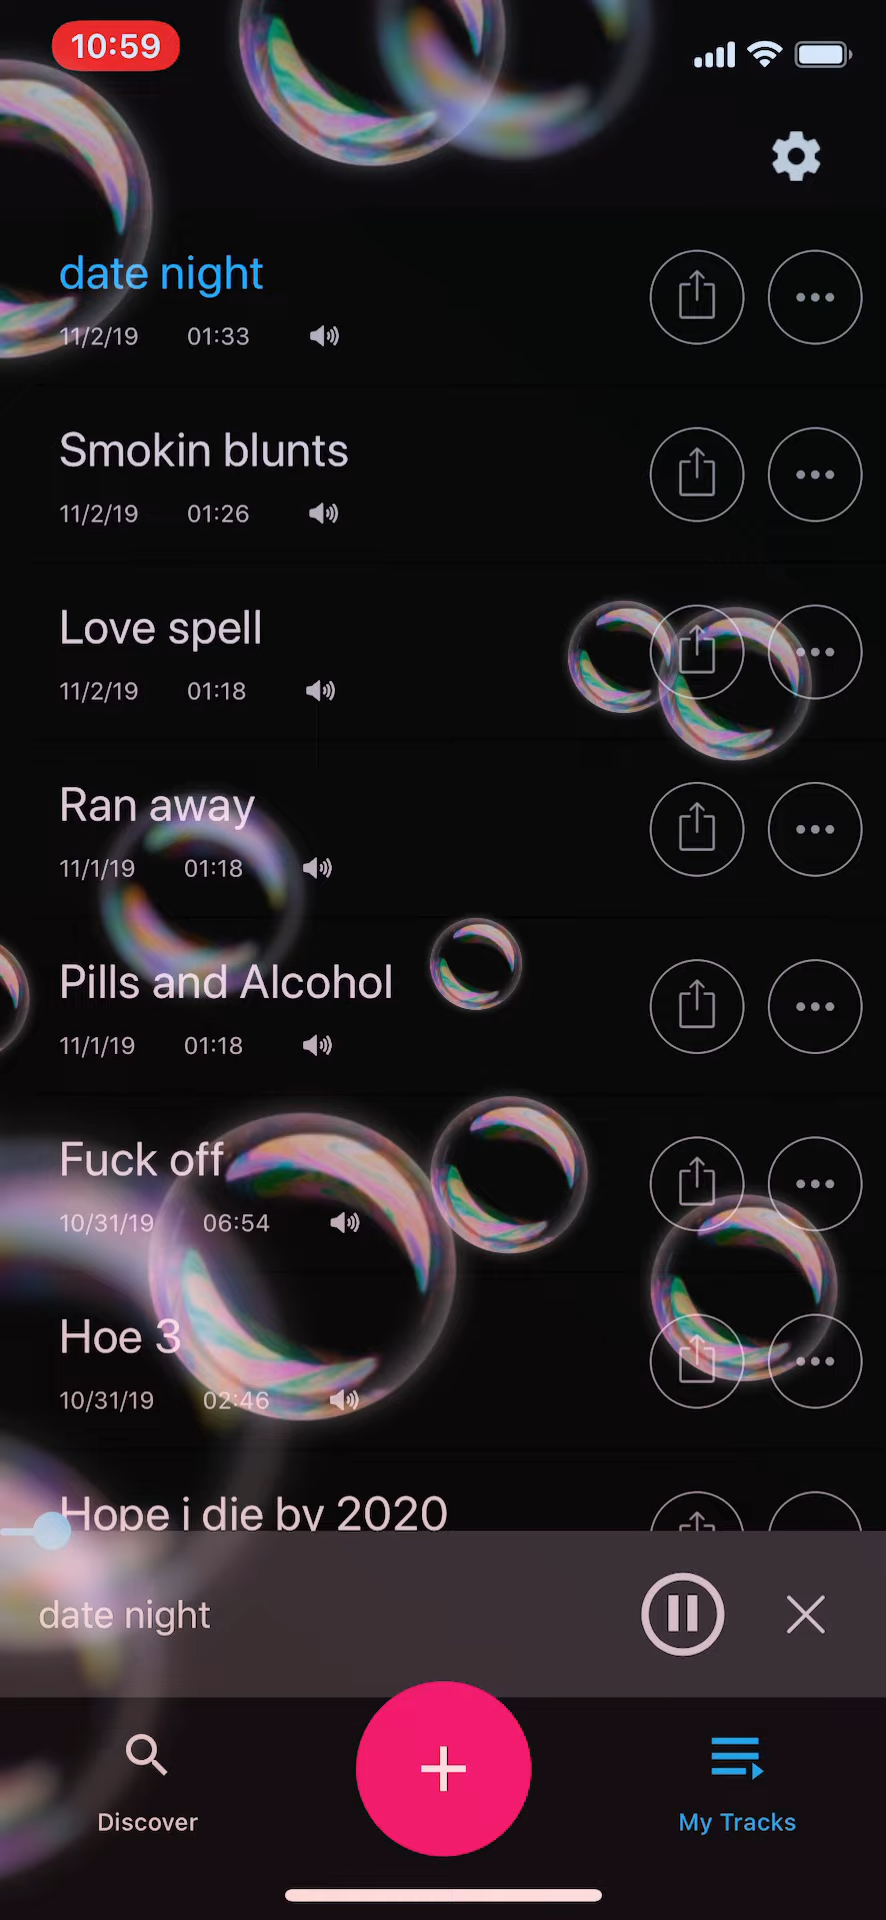 10:59
date night
11/2/19 01:33
Smokin blunts
11/2/19 01:26
Love spell
11/2/19 01:18
Ran away
11/1/19 01:18
Pills and Alcohol
11/1/19 01:18
Fuck off
10/31/19 06:54
Hoe 3
10/31/19 02:46
Hope i die by 2020
date night
Discover
My Tracks